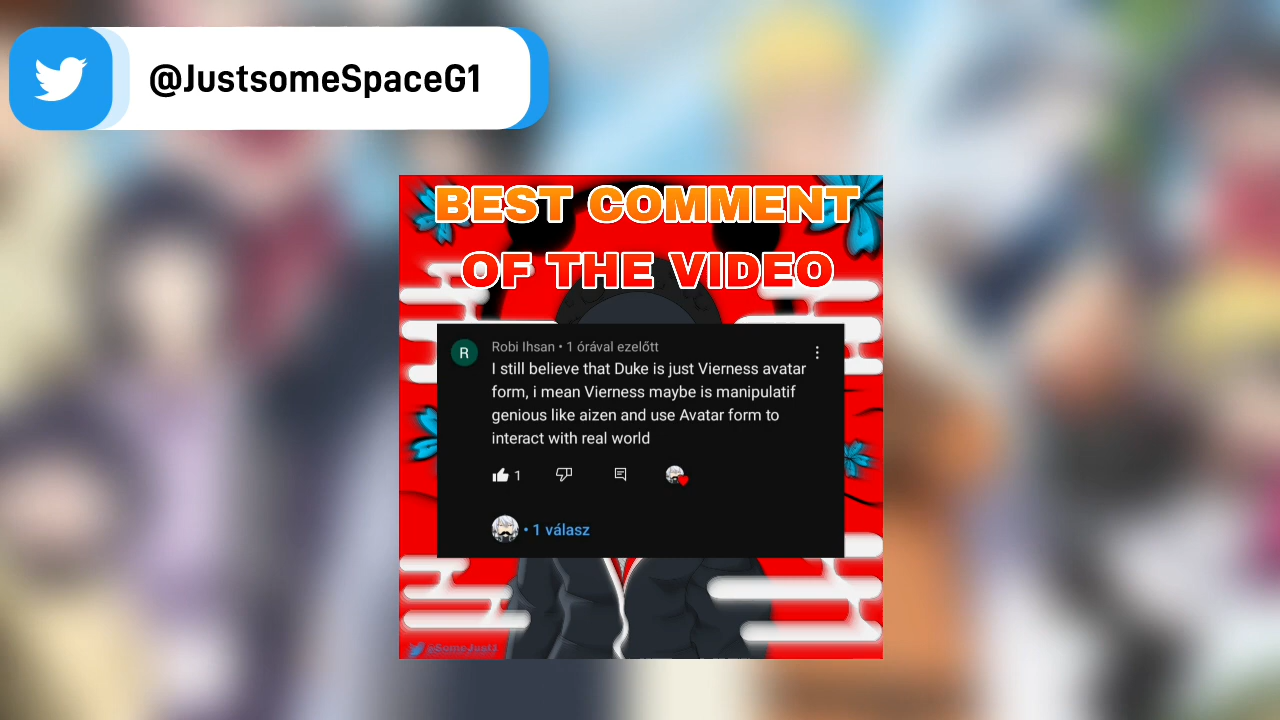 @JustsomeSpaceG1
BEST COMMENT
OF THE VIDEO
R
Robi Ihsan • 1 órával ezelőtt
I still believe that Duke is just Vierness avatar
form, i mean Vierness maybe is manipulatif
genious like aizen and use Avatar form to
interact with real world
1
• 1 válasz
@SomeJust1